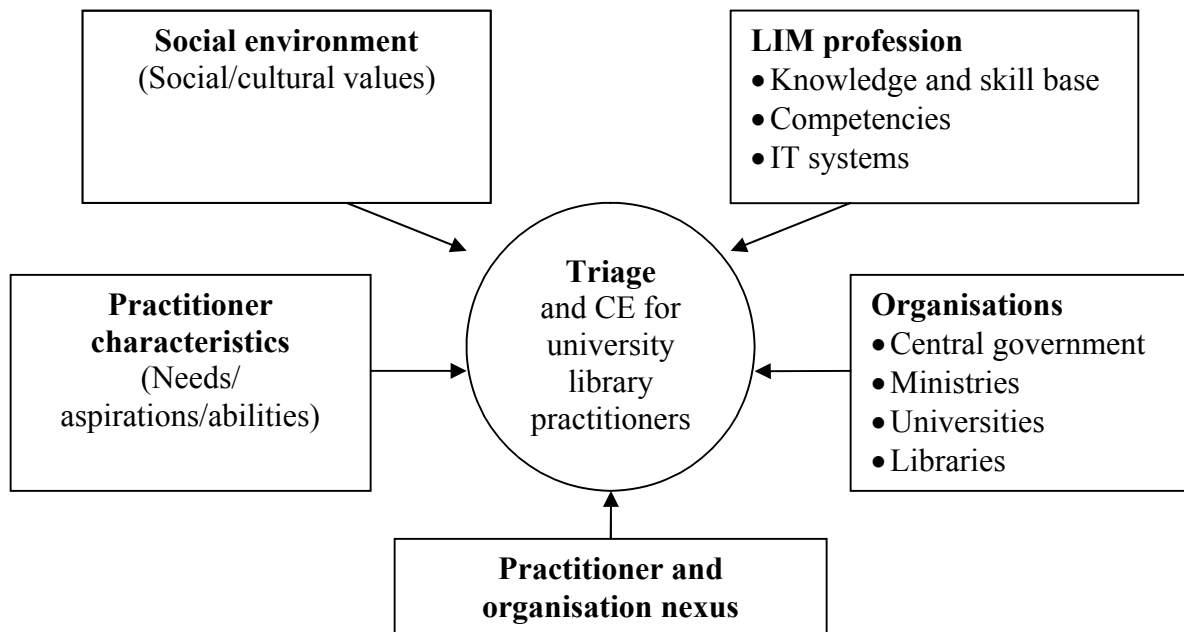 Social environment
(Social/cultural values)
LIM profession
• Knowledge and skill base
• Competencies
• IT systems
Practitioner
characteristics
(Needs/
aspirations/abilities)
Triage
and CE for
university
library
practitioners
Organisations
• Central government
• Ministries
• Universities
• Libraries
Practitioner and
organisation nexus